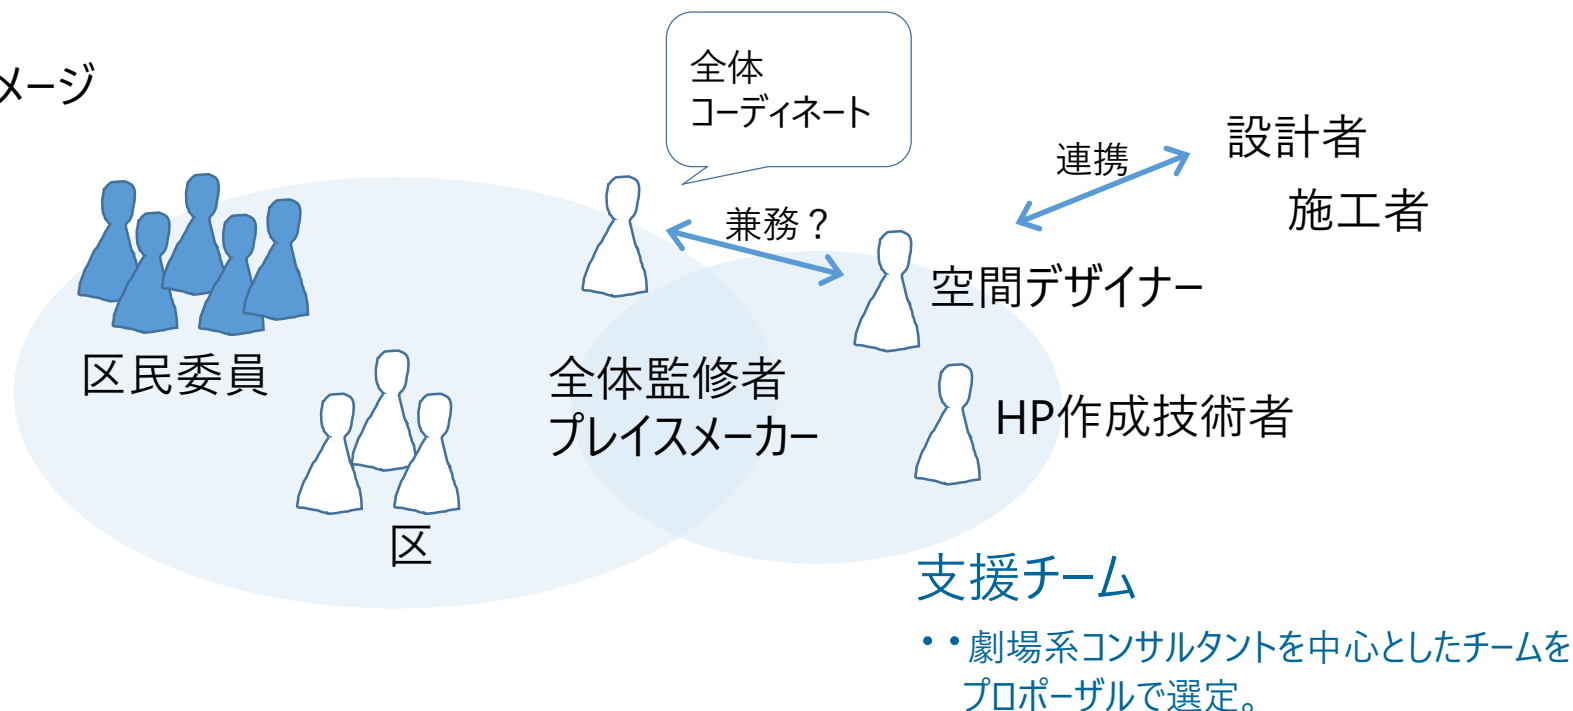 メージ
全体
コーディネート
連携
設計者
施工者
兼務？
空間デザイナー
区民委員
全体監修者
プレイスメーカー
HP作成技術者
区
支援チーム
・・劇場系コンサルタントを中心としたチームを
プロポーザルで選定。